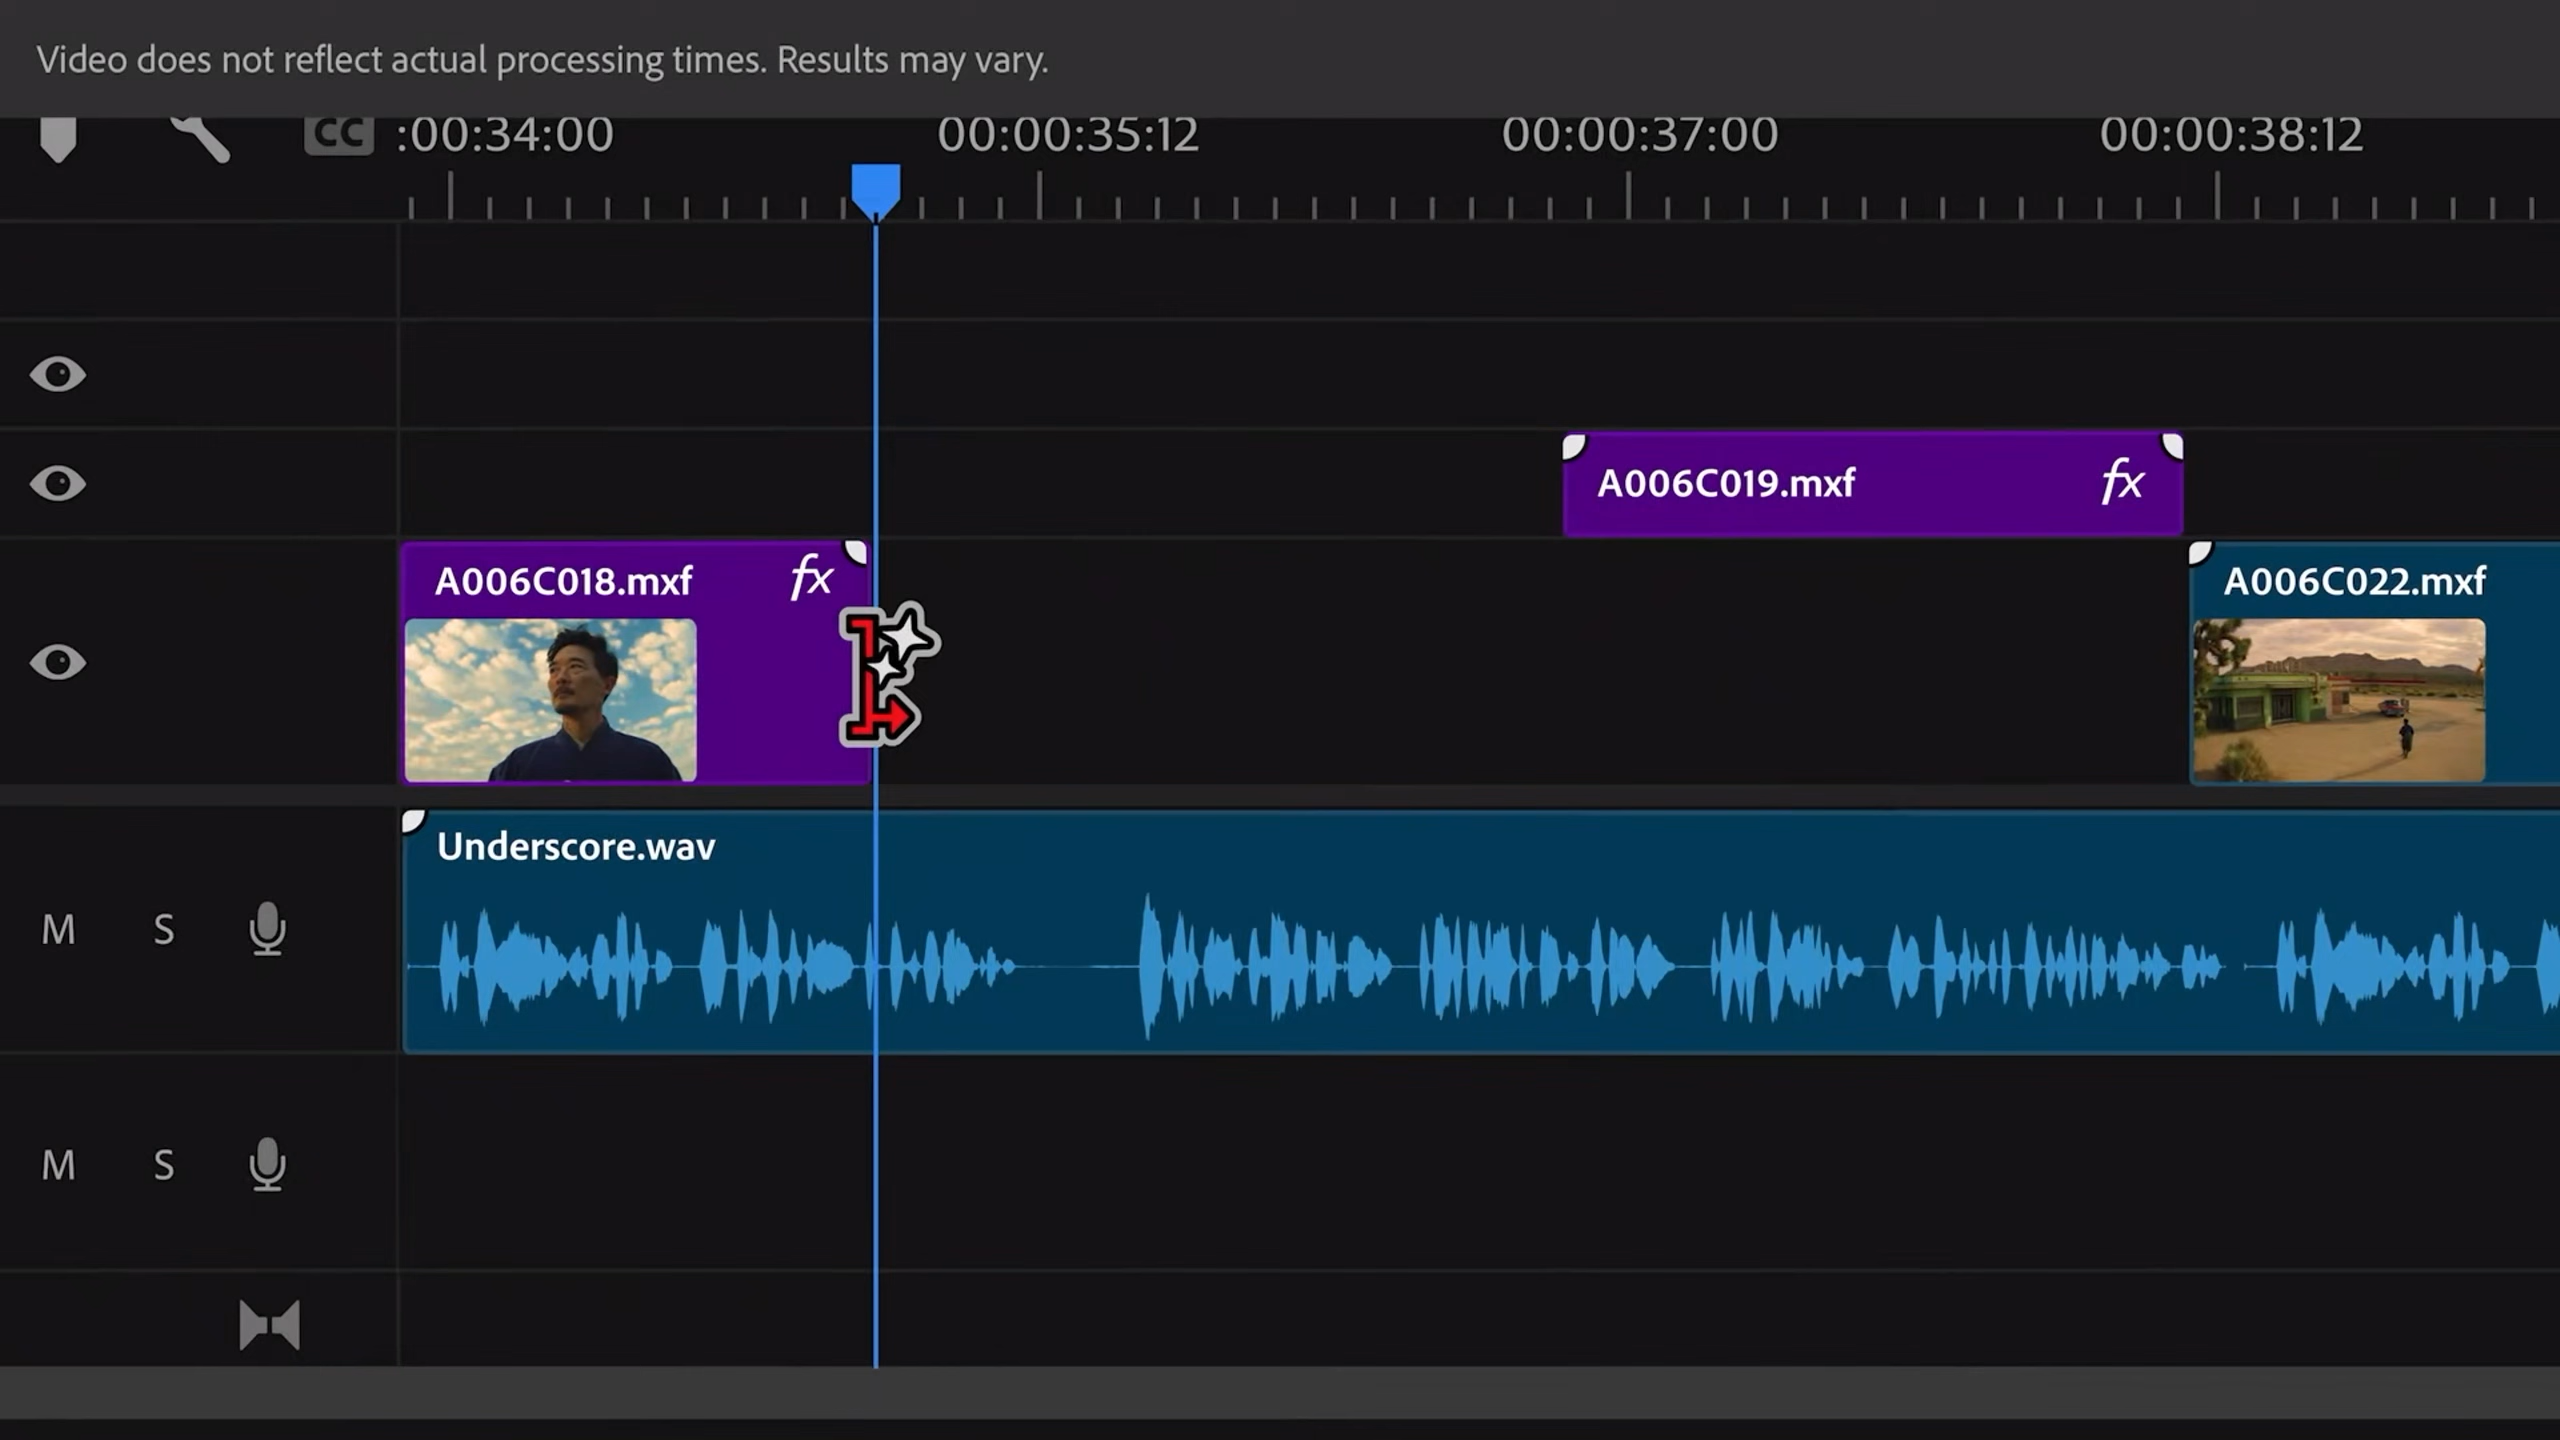 Video does not reflect actual processing times. Results may vary.
CC :00:34:00 00:00:35:12 00:00:37:00 00:00:38:12
A006C019.mxf fx
A006C018.mxf fx A006C022.mxf
Underscore.wav
M S
M S